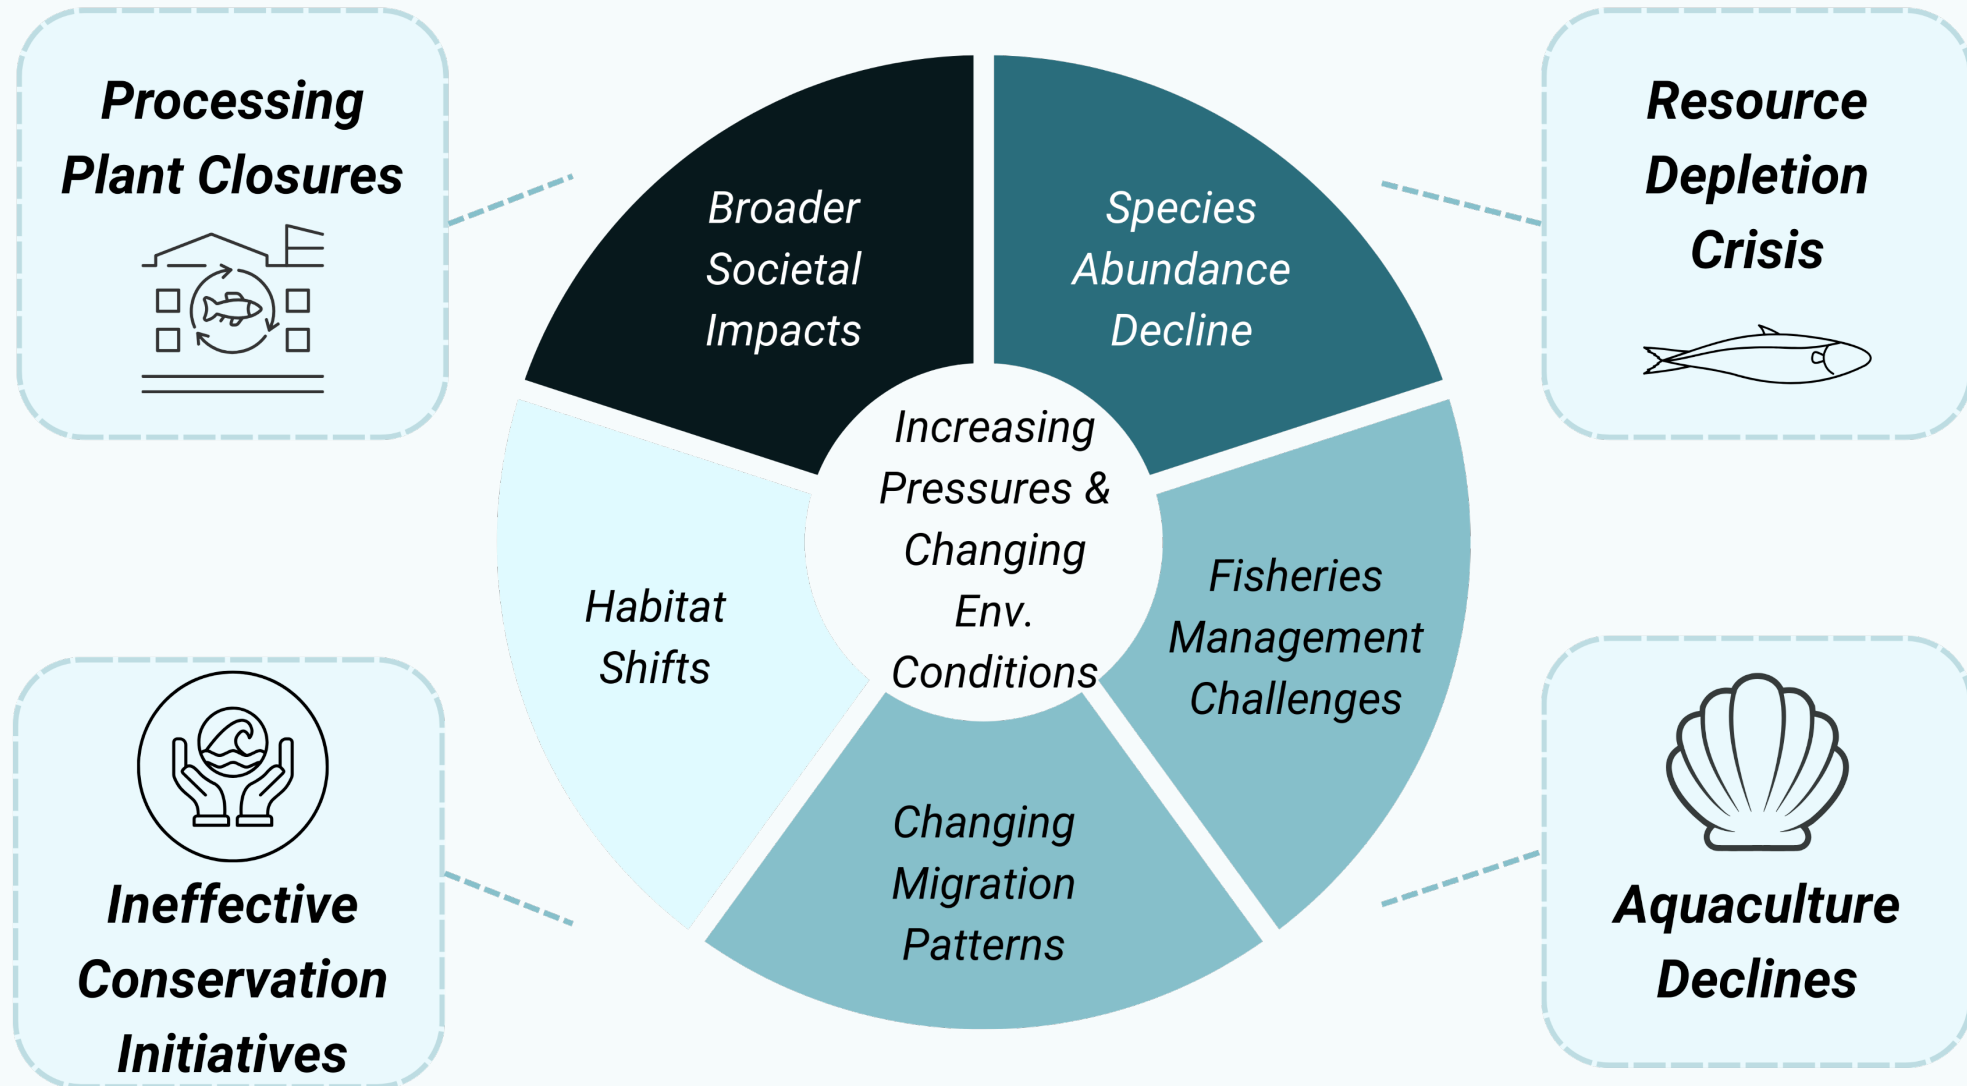 Processing
Plant Closures
Resource
Depletion
Crisis
Broader
Societal
Impacts
Species
Abundance
Decline
Increasing
Pressures &
Changing
Env.
Conditions
Habitat
Shifts
Fisheries
Management
Challenges
Changing
Migration
Patterns
Ineffective
Conservation
Initiatives
Aquaculture
Declines